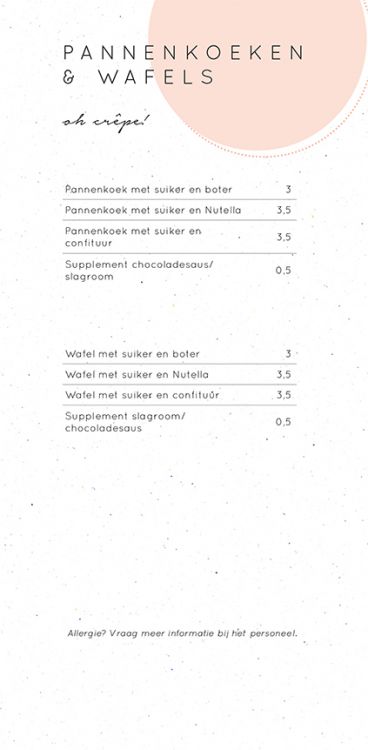 PANNENKOEKEN
& WAFELS
oh crêpe!
Pannenkoek met suiker en boter 3
Pannenkoek met suiker en Nutella 3,5
Pannenkoek met suiker en
confituur 3,5
Supplement chocoladesaus/
slagroom 0,5
Wafel met suiker en boter 3
Wafel met suiker en Nutella 3,5
Wafel met suiker en confituur 3,5
Supplement slagroom/
chocoladesaus 0,5
Allergie? Vraag meer informatie bij het personeel.